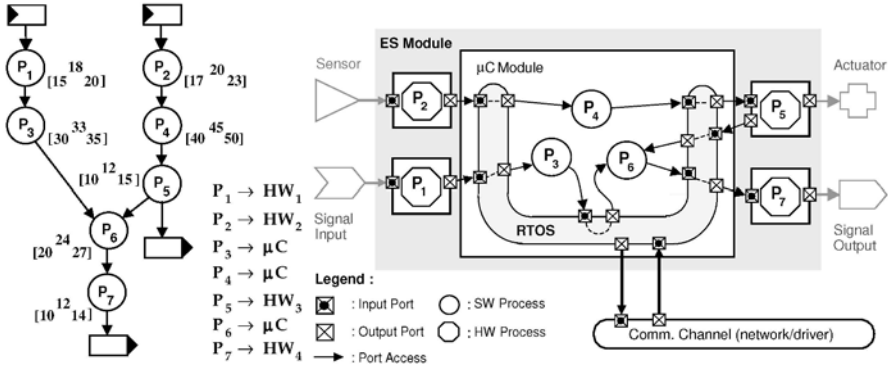 P1
[15 18 20]
P2
[17 20 23]
P3
[30 33 35]
P4
[40 45 50]
P5
[10 12 15]
P6
[20 24 27]
P7
[10 12 14]
P1 → HW1
P2 → HW2
P3 → µC
P4 → µC
P5 → HW3
P6 → µC
P7 → HW4
ES Module
µC Module
Sensor
Signal
Input
P2
P1
P4
P3
P6
RTOS
P5
P7
Actuator
Signal
Output
Legend :
: Input Port
: SW Process
: Output Port
: HW Process
: Port Access
Comm. Channel (network/driver)